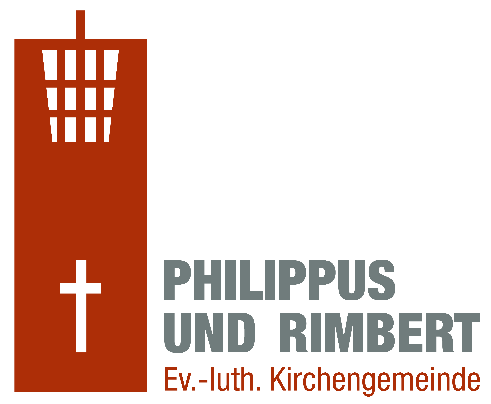 PHILIPPUS
UND RIMBERT
Ev.-luth. Kirchengemeinde